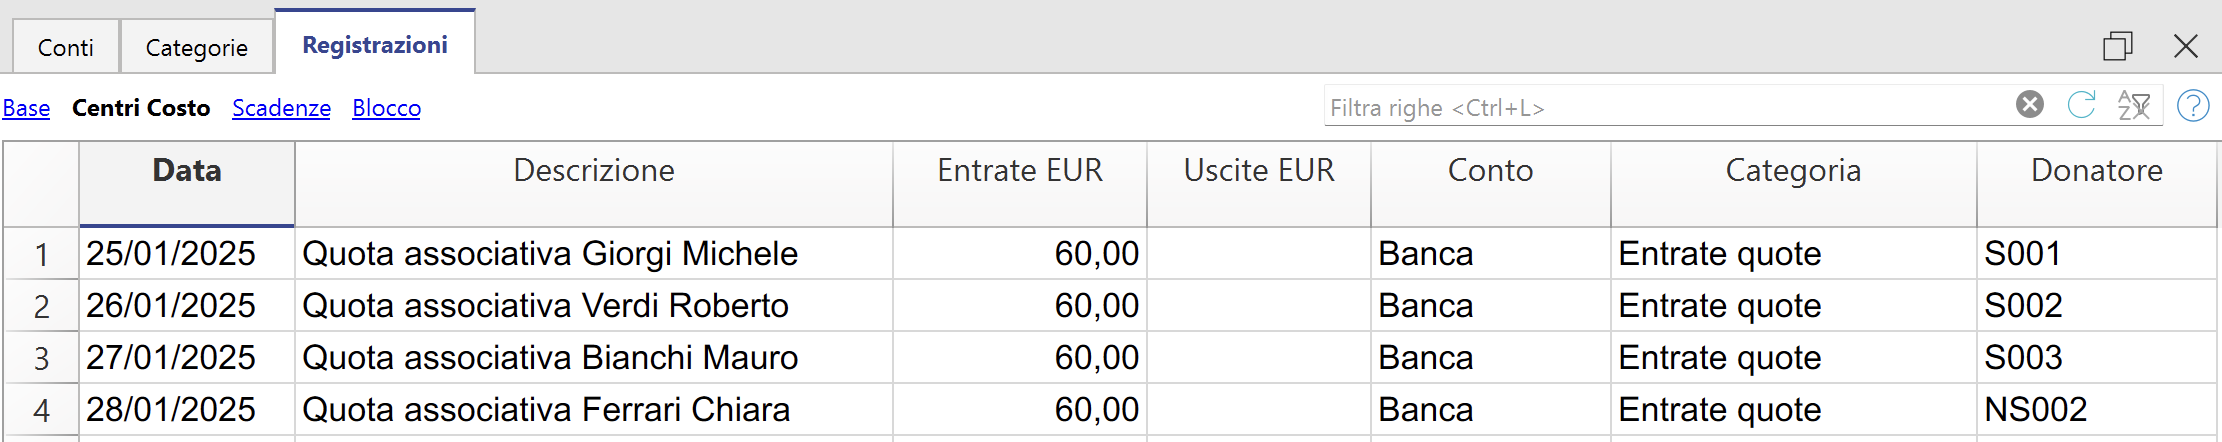 Conti Categorie Registrazioni
Base Centri Costo Scadenze Blocco Filtra righe <Ctrl+L>
Data Descrizione Entrate EUR Uscite EUR Conto Categoria Donatore
1 25/01/2025 Quota associativa Giorgi Michele 60,00 Banca Entrate quote S001
2 26/01/2025 Quota associativa Verdi Roberto 60,00 Banca Entrate quote S002
3 27/01/2025 Quota associativa Bianchi Mauro 60,00 Banca Entrate quote S003
4 28/01/2025 Quota associativa Ferrari Chiara 60,00 Banca Entrate quote NS002